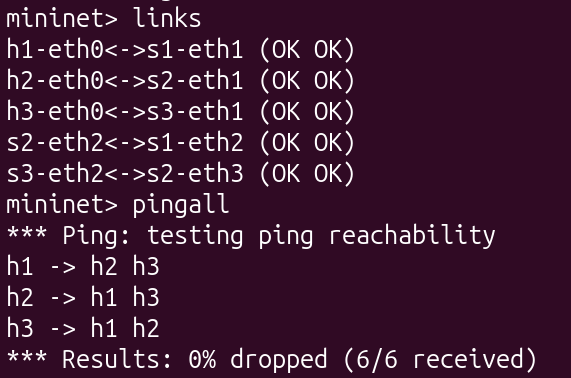 mininet> links
h1-eth0<->s1-eth1 (OK OK)
h2-eth0<->s2-eth1 (OK OK)
h3-eth0<->s3-eth1 (OK OK)
s2-eth2<->s1-eth2 (OK OK)
s3-eth2<->s2-eth3 (OK OK)
mininet> pingall
*** Ping: testing ping reachability
h1 -> h2 h3
h2 -> h1 h3
h3 -> h1 h2
*** Results: 0% dropped (6/6 received)